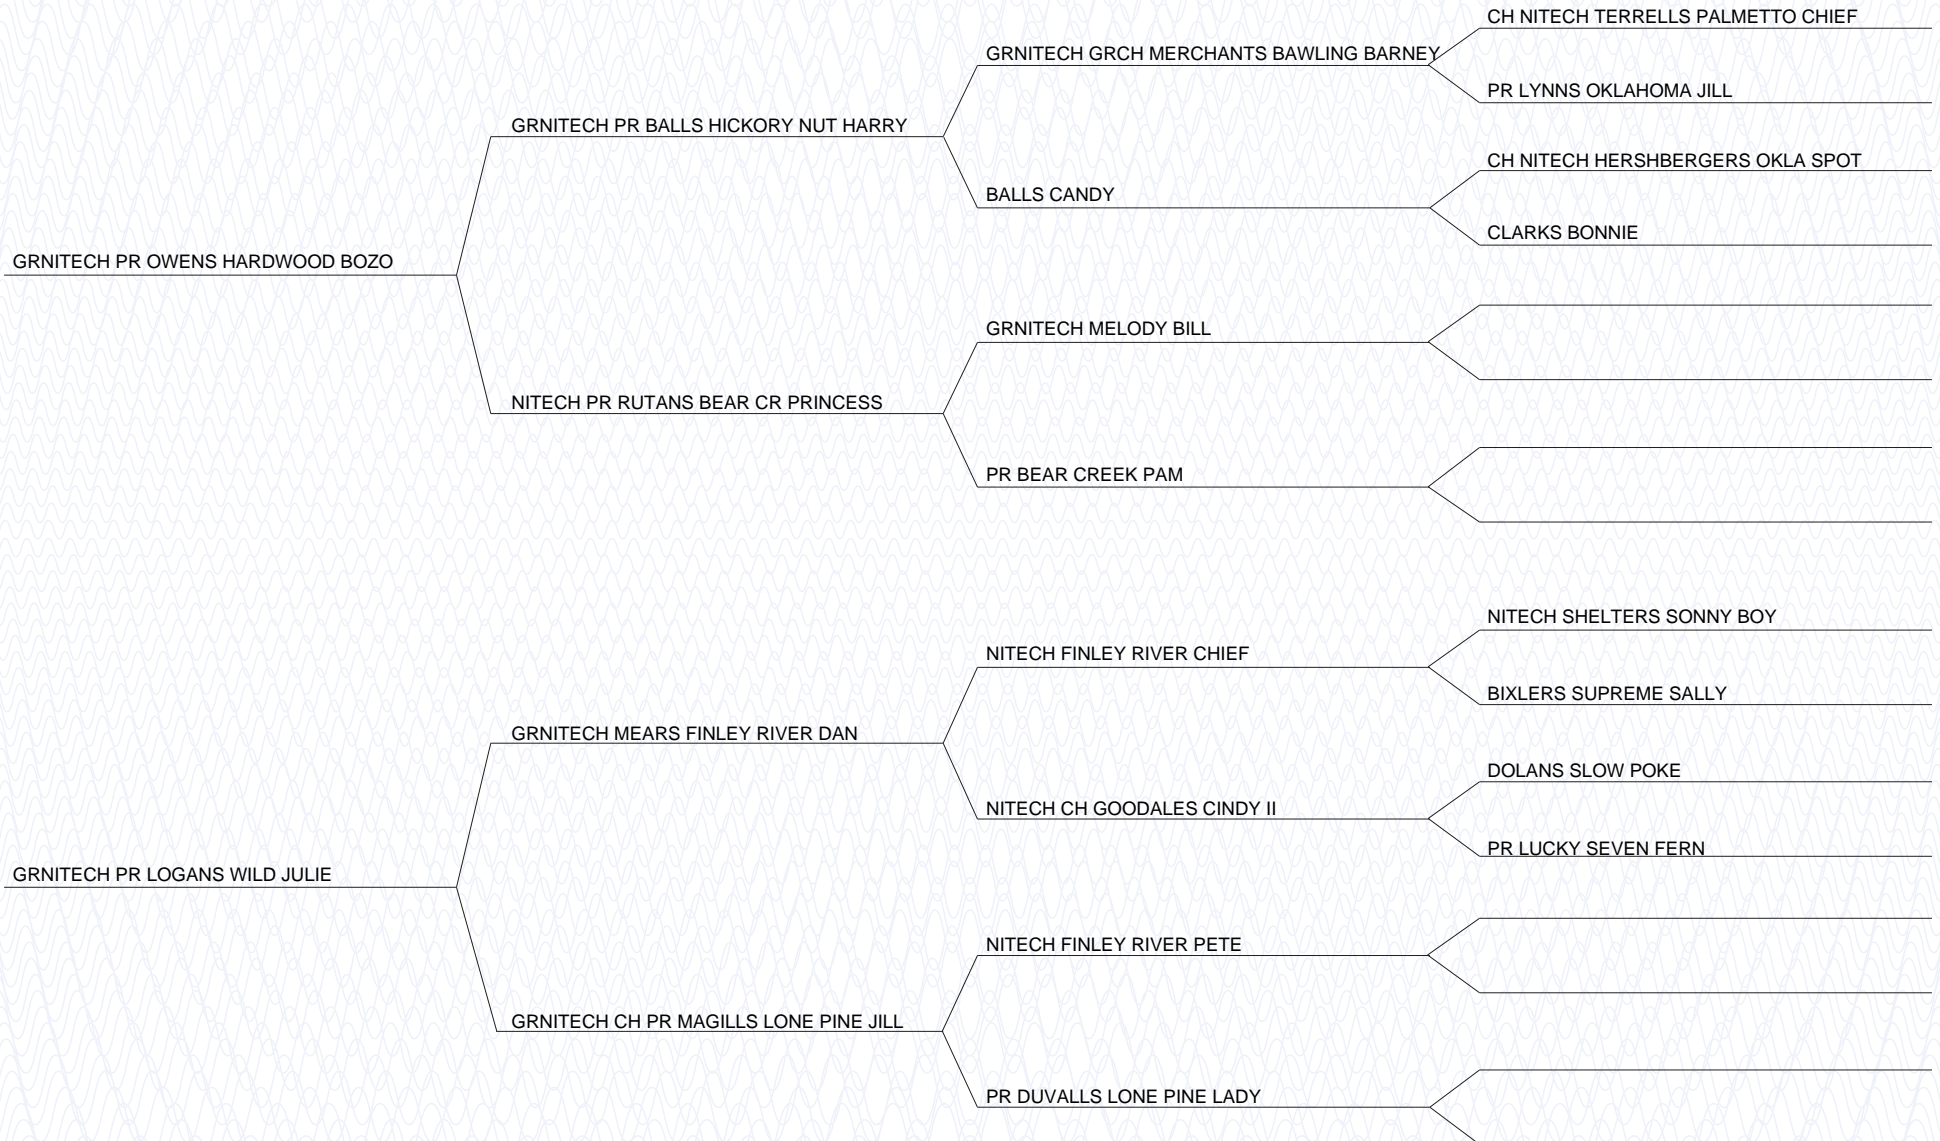 CH NITECH TERRELLS PALMETTO CHIEF
GRNITECH GRCH MERCHANTS BAWLING BARNEY
PR LYNNS OKLAHOMA JILL
GRNITECH PR BALLS HICKORY NUT HARRY
CH NITECH HERSHBERGERS OKLA SPOT
BALLS CANDY
CLARKS BONNIE
GRNITECH PR OWENS HARDWOOD BOZO
GRNITECH MELODY BILL
NITECH PR RUTANS BEAR CR PRINCESS
PR BEAR CREEK PAM
NITECH SHELTERS SONNY BOY
NITECH FINLEY RIVER CHIEF
BIXLERS SUPREME SALLY
GRNITECH MEARS FINLEY RIVER DAN
DOLANS SLOW POKE
NITECH CH GOODALES CINDY II
PR LUCKY SEVEN FERN
GRNITECH PR LOGANS WILD JULIE
NITECH FINLEY RIVER PETE
GRNITECH CH PR MAGILLS LONE PINE JILL
PR DUVALLS LONE PINE LADY